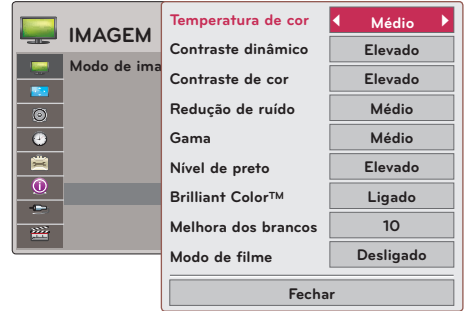 IMAGEM
Modo de ima
Temperatura de cor Médio
Contraste dinâmico Elevado
Contraste de cor Elevado
Redução de ruído Médio
Gama Médio
Nível de preto Elevado
Brilliant Color™ Ligado
Melhora dos brancos 10
Modo de filme Desligado
Fechar